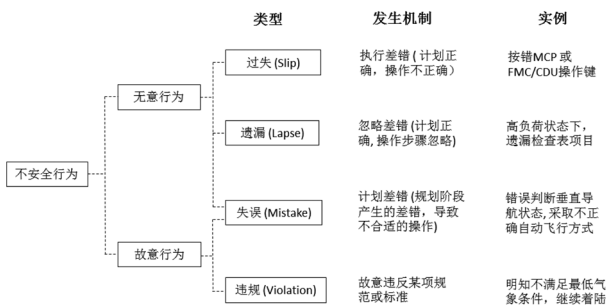 类型
发生机制
实例
过失 (Slip)
执行差错 ( 计划正
确，操作不正确）
按错MCP 或
FMC/CDU操作键
无意行为
遗漏 (Lapse)
忽略差错 (计划正
确, 操作步骤忽略)
高负荷状态下，
遗漏检查表项目
不安全行为
失误 (Mistake)
计划差错 (规划阶段
产生的差错，导致
不合适的操作)
错误判断垂直导
航状态, 采取不正
确自动飞行方式
故意行为
违规 (Violation)
故意违反某项规
范或标准
明知不满足最低气
象条件，继续着陆